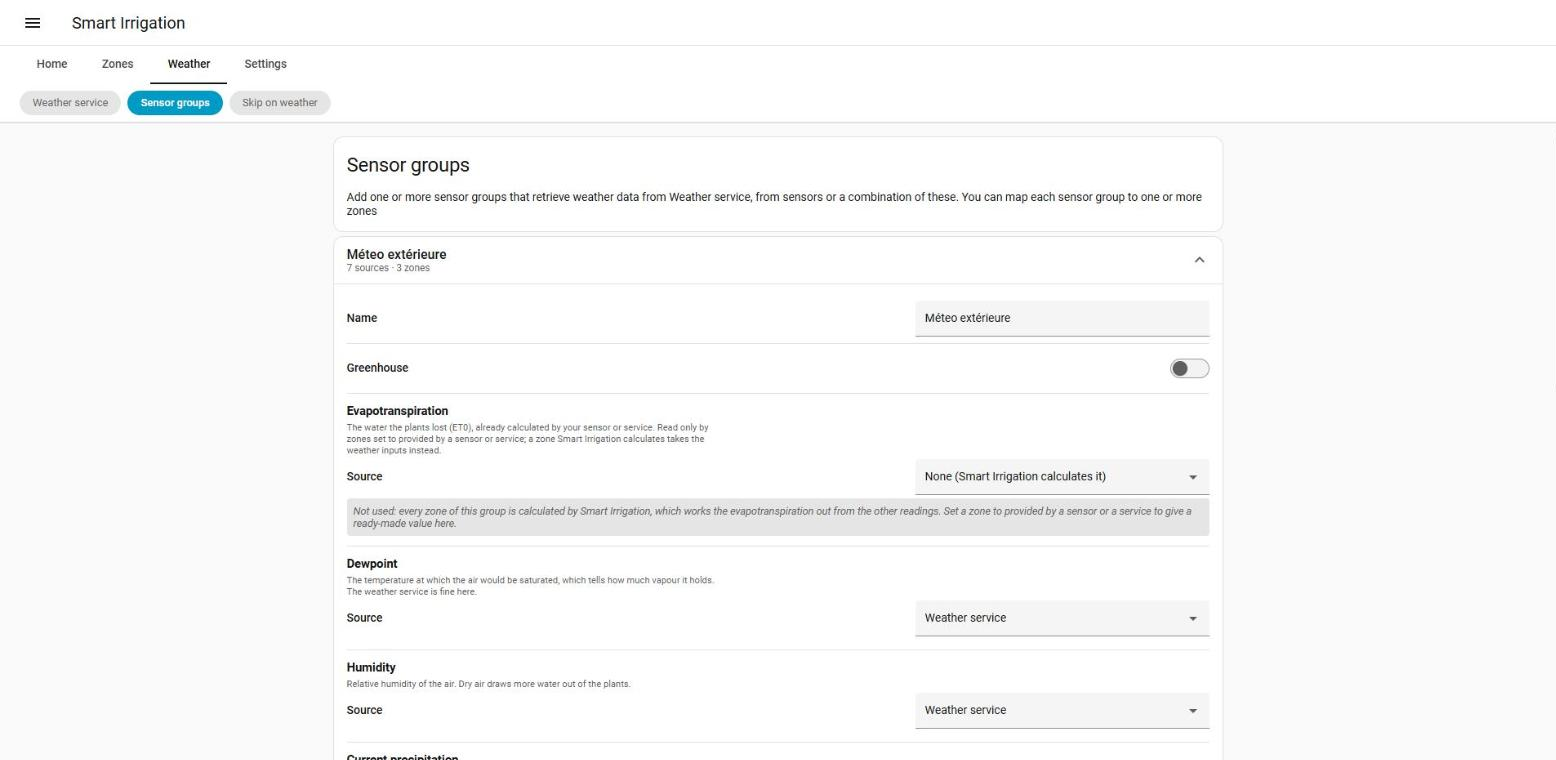 Smart Irrigation
Home Zones Weather Settings
Weather service Sensor groups Skip on weather
Sensor groups
Add one or more sensor groups that retrieve weather data from Weather service, from sensors or a combination of these. You can map each sensor group to one or more
zones
Méteo extérieure
7 sources · 3 zones
Name Méteo extérieure
Greenhouse
Evapotranspiration
The water the plants lost (ET0), already calculated by your sensor or service. Read only by
zones set to provided by a sensor or service; a zone Smart Irrigation calculates takes the
weather inputs instead.
Source None (Smart Irrigation calculates it)
Not used: every zone of this group is calculated by Smart Irrigation, which works the evapotranspiration out from the other readings. Set a zone to provided by a sensor or a service to give a
ready-made value here.
Dewpoint
The temperature at which the air would be saturated, which tells how much vapour it holds.
The weather service is fine here.
Source Weather service
Humidity
Relative humidity of the air. Dry air draws more water out of the plants.
Source Weather service
Current precipitation